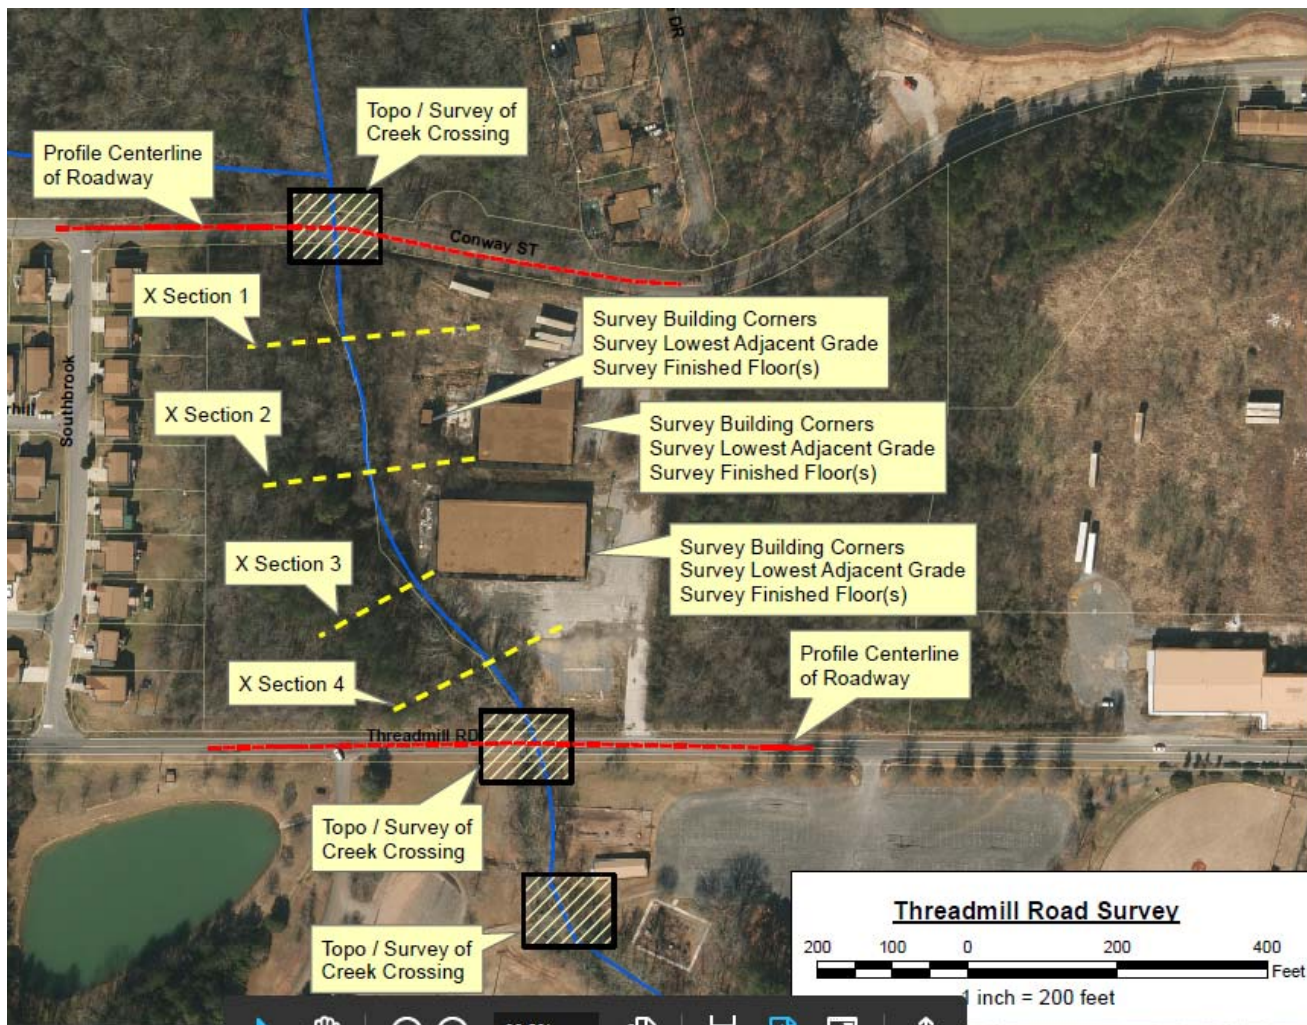 DR
Topo / Survey of
Creek Crossing
Profile Centerline
of Roadway
Conway ST
X Section 1
Survey Building Corners
Survey Lowest Adjacent Grade
Survey Finished Floor(s)
X Section 2
Southbrook
Survey Building Corners
Survey Lowest Adjacent Grade
Survey Finished Floor(s)
X Section 3
Survey Building Corners
Survey Lowest Adjacent Grade
Survey Finished Floor(s)
X Section 4
Profile Centerline
of Roadway
Threadmill RD
Topo / Survey of
Creek Crossing
Topo / Survey of
Creek Crossing
Threadmill Road Survey
200 100 0 200 400
Feet
1 inch = 200 feet